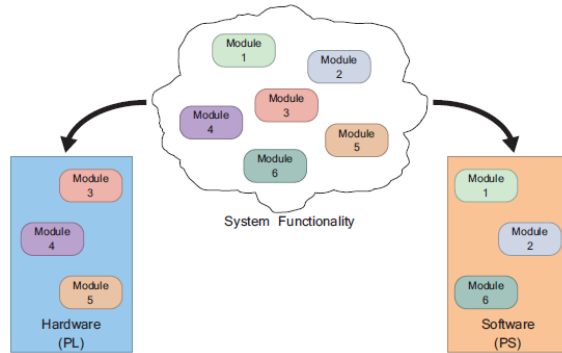 Module
1
Module
2
Module
3
Module
4
Module
5
Module
6
System Functionality
Module
3
Module
4
Module
5
Hardware
(PL)
Module
1
Module
2
Module
6
Software
(PS)